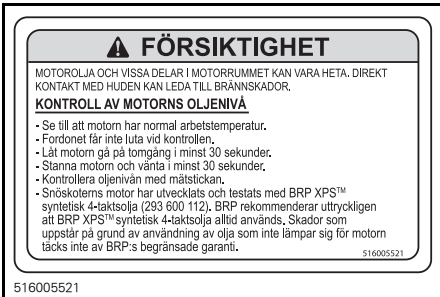 FÖRSIKTIGHET
MOTOROLJA OCH VISSA DELAR I MOTORRUMMET KAN VARA HETA. DIREKT
KONTAKT MED HUDEN KAN LEDA TILL BRÄNNSKADOR.
KONTROLL AV MOTORNS OLJENIVÅ
- Se till att motorn har normal arbetstemperatur.
- Fordonet får inte luta vid kontrollen.
- Låt motorn gå på tomgång i minst 30 sekunder.
- Stanna motorn och vänta i minst 30 sekunder.
- Kontrollera oljenivån med mätstickan.
- Snöskoterns motor har utvecklats och testats med BRP XPS™
syntetisk 4-taktsolja (293 600 112). BRP rekommenderar uttryckligen
att BRP XPS™ syntetisk 4-taktsolja alltid används. Skador som
uppstår på grund av användning av olja som inte lämpar sig för motorn
täcks inte av BRP:s begränsade garanti.
516005521
516005521